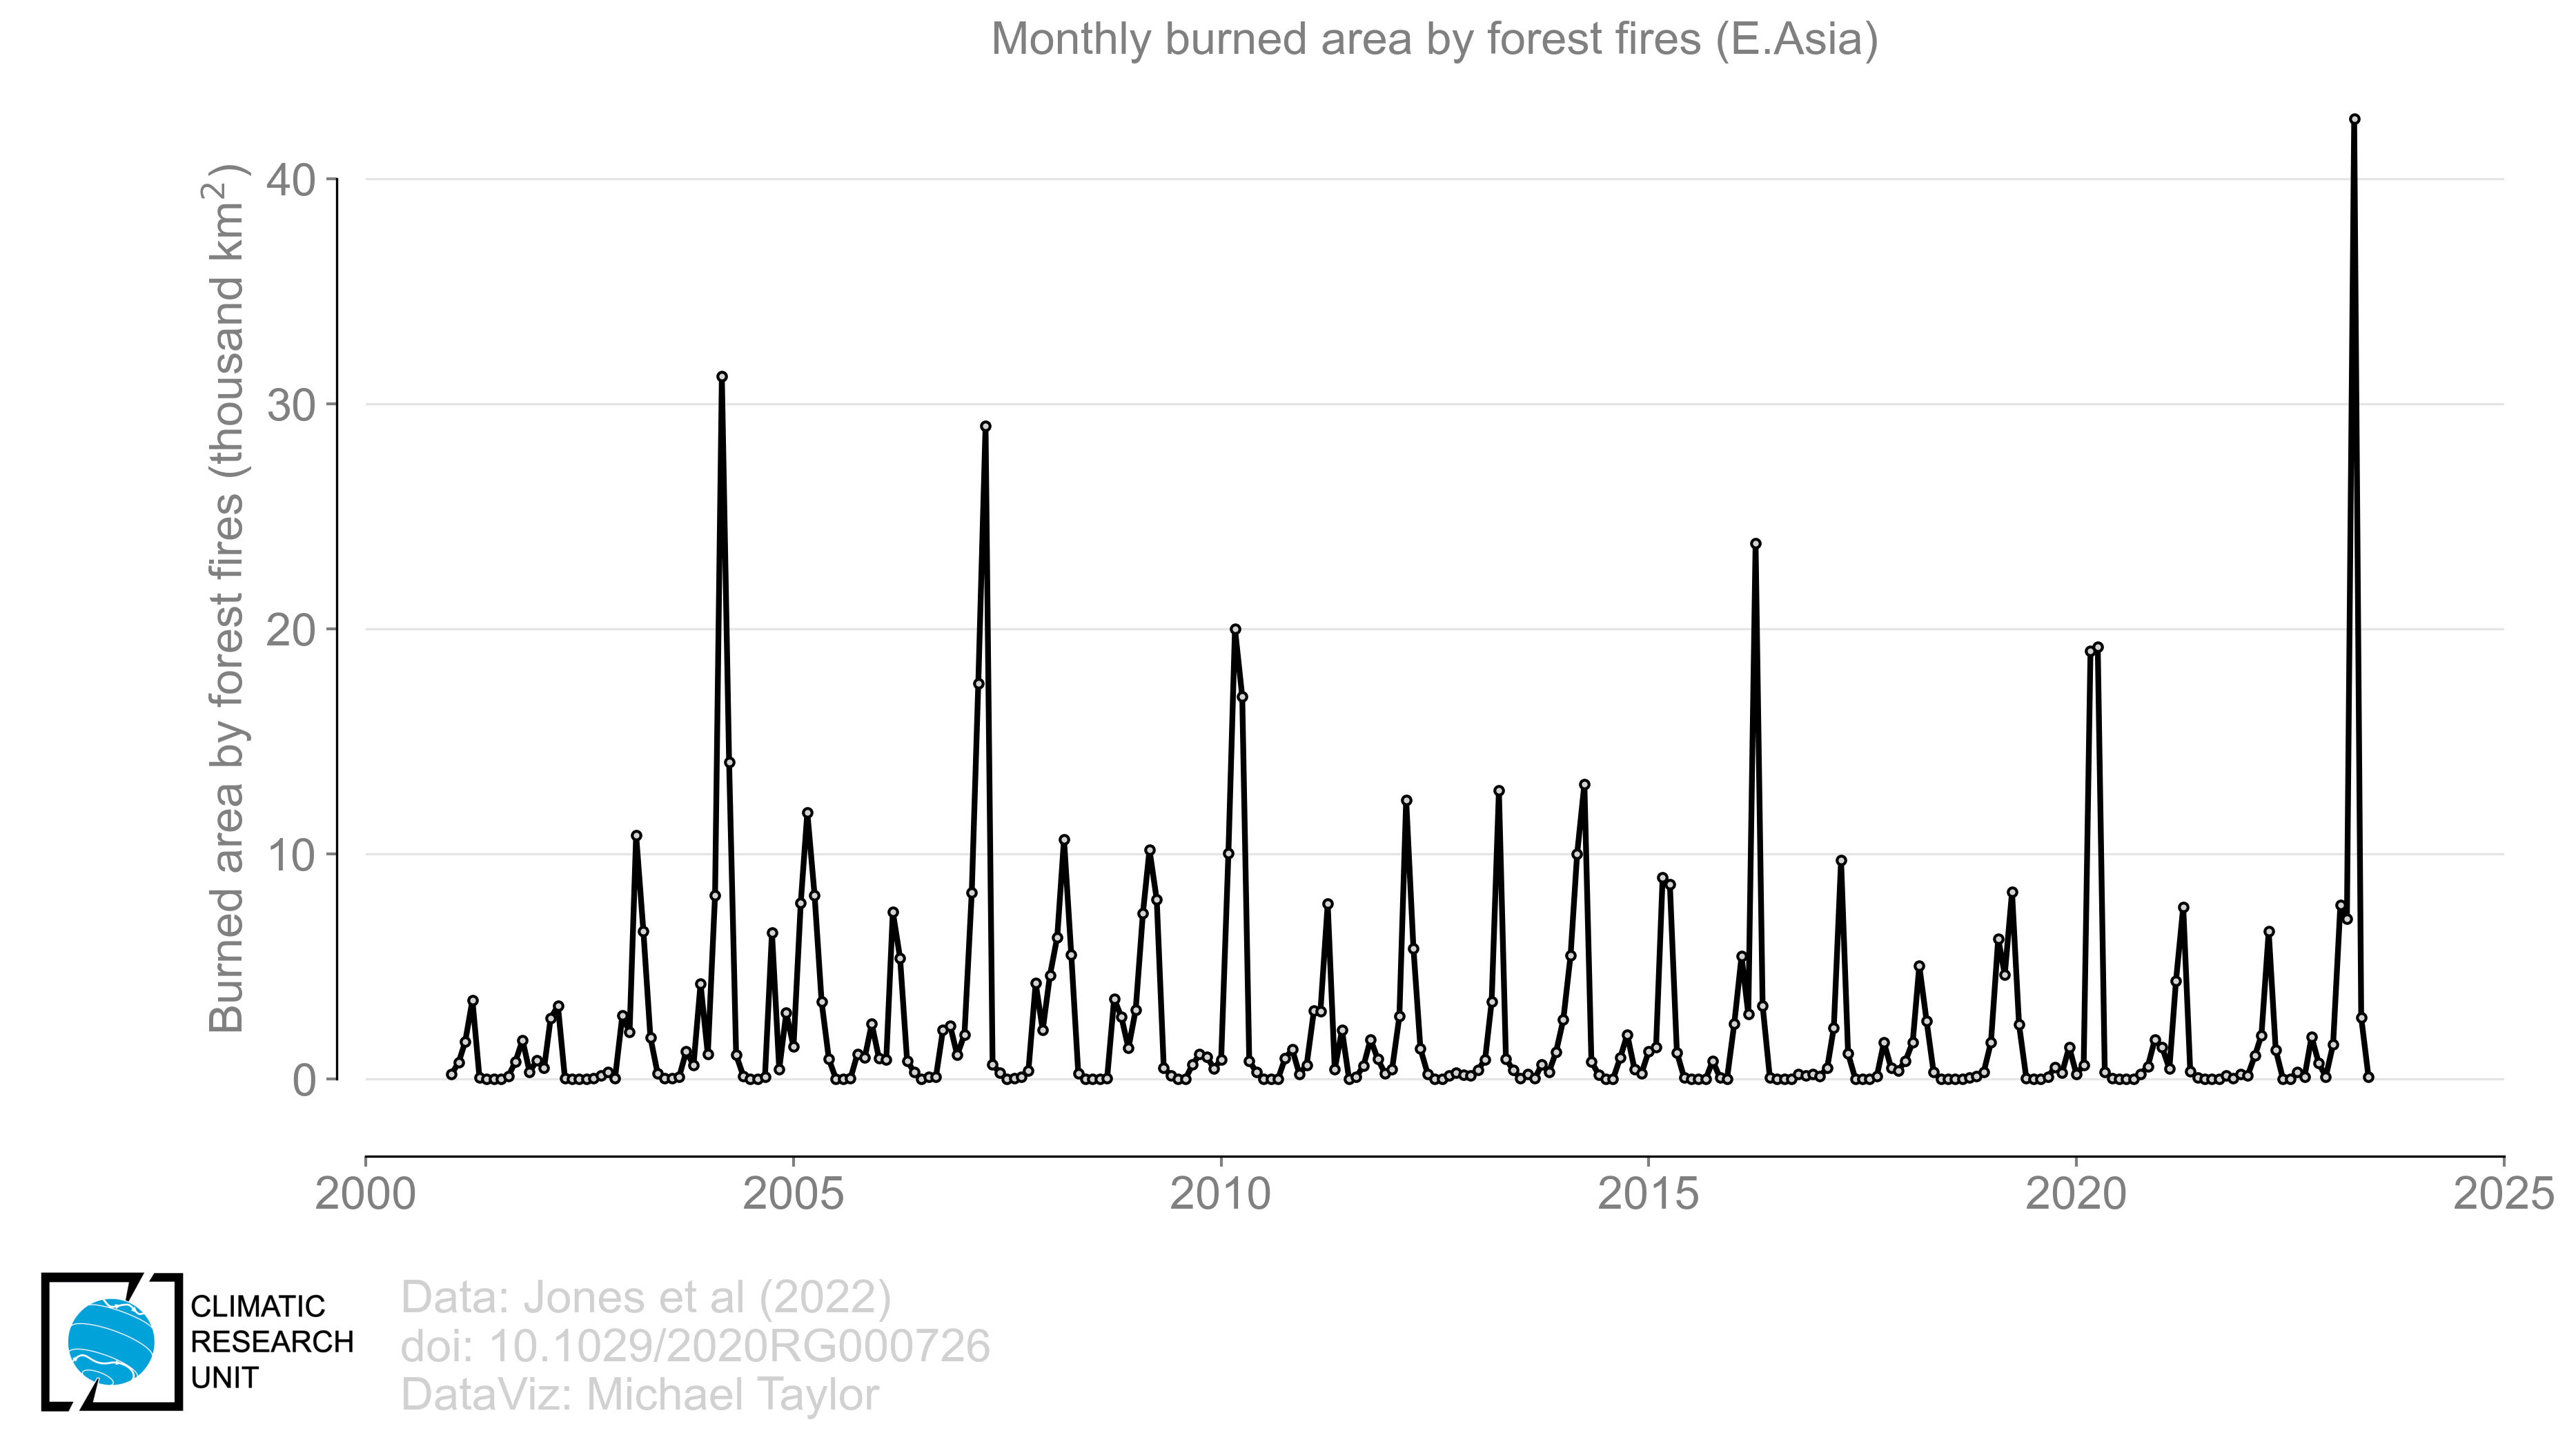 Monthly burned area by forest fires (E.Asia)
Burned area by forest fires (thousand km²)
40
30
20
10
0
2000
2005
2010
2015
2020
2025
CLIMATIC
RESEARCH
UNIT
Data: Jones et al (2022)
doi: 10.1029/2020RG000726
DataViz: Michael Taylor